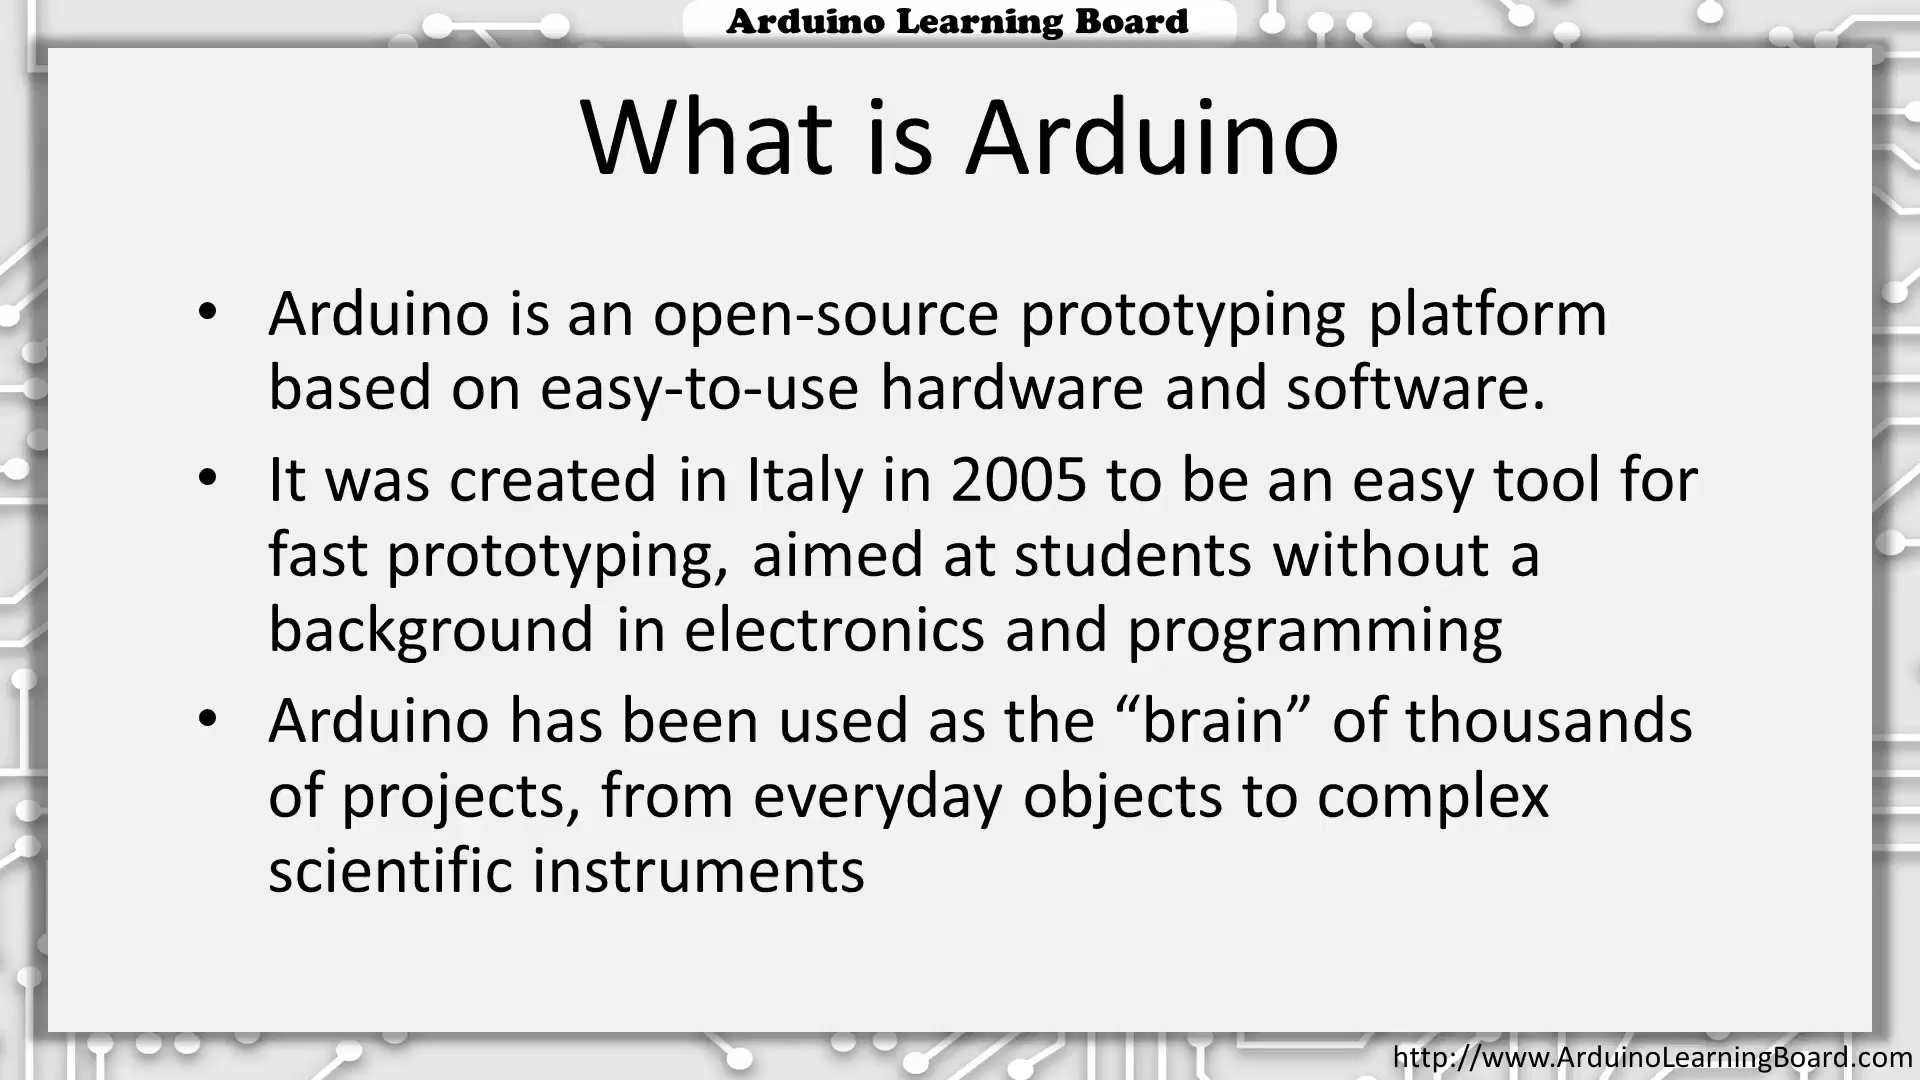 Arduino Learning Board
What is Arduino
• Arduino is an open-source prototyping platform
based on easy-to-use hardware and software.
• It was created in Italy in 2005 to be an easy tool for
fast prototyping, aimed at students without a
background in electronics and programming
• Arduino has been used as the “brain” of thousands
of projects, from everyday objects to complex
scientific instruments
http://www.ArduinoLearningBoard.com